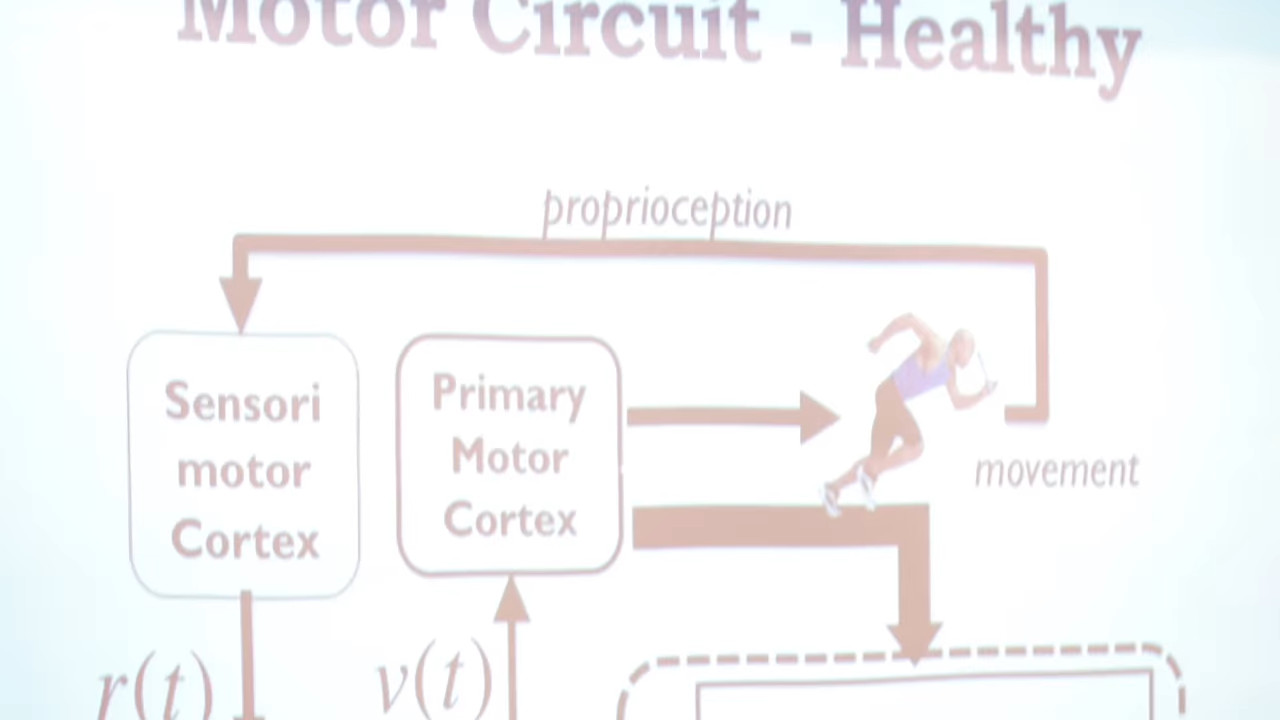 Motor Circuit - Healthy
proprioception
Sensori
motor
Cortex
Primary
Motor
Cortex
movement
r(t)
v(t)